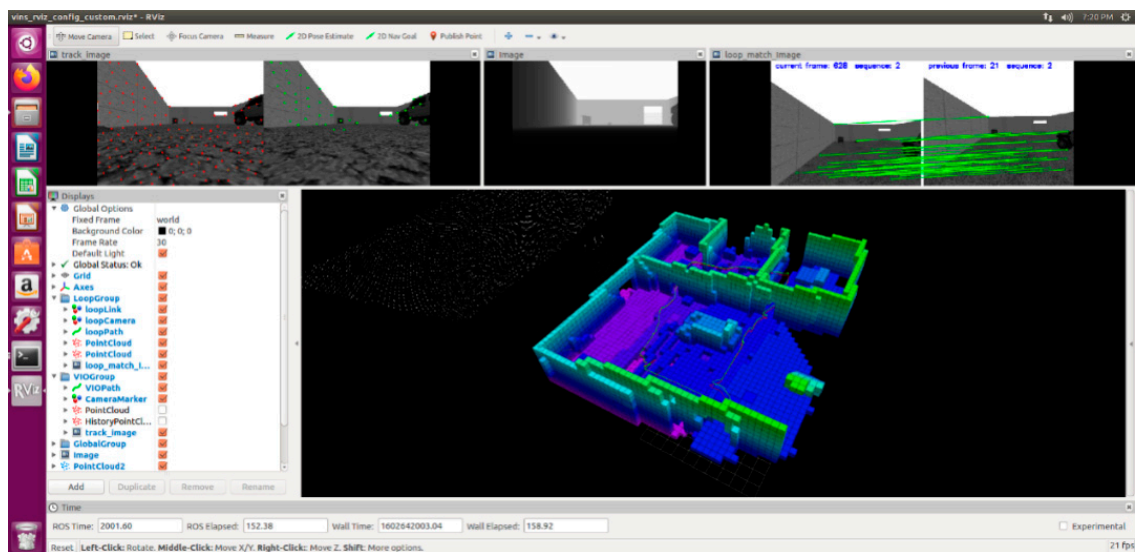 vins_rviz_config_custom.rviz* - RViz
7:20 PM
Move Camera Select Focus Camera Measure 2D Pose Estimate 2D Nav Goal Publish Point
track_image Image loop_match_image
current frame: 628 sequence: 2 previous frame: 21 sequence: 2
Displays
Global Options
Fixed Frame world
Background Color 0; 0; 0
Frame Rate 30
Default Light
Global Status: Ok
Grid
Axes
LoopGroup
loopLink
loopCamera
loopPath
PointCloud
PointCloud
loop_match_i...
VIOGroup
VIOPath
CameraMarker
PointCloud
HistoryPointCl...
track_image
GlobalGroup
Image
PointCloud2
Add Duplicate Remove Rename
RViz
Time
ROS Time: 2001.60 ROS Elapsed: 152.38 Wall Time: 1602642003.04 Wall Elapsed: 158.92 Experimental
Reset Left-Click: Rotate. Middle-Click: Move X/Y. Right-Click: Move Z. Shift: More options. 21 fps